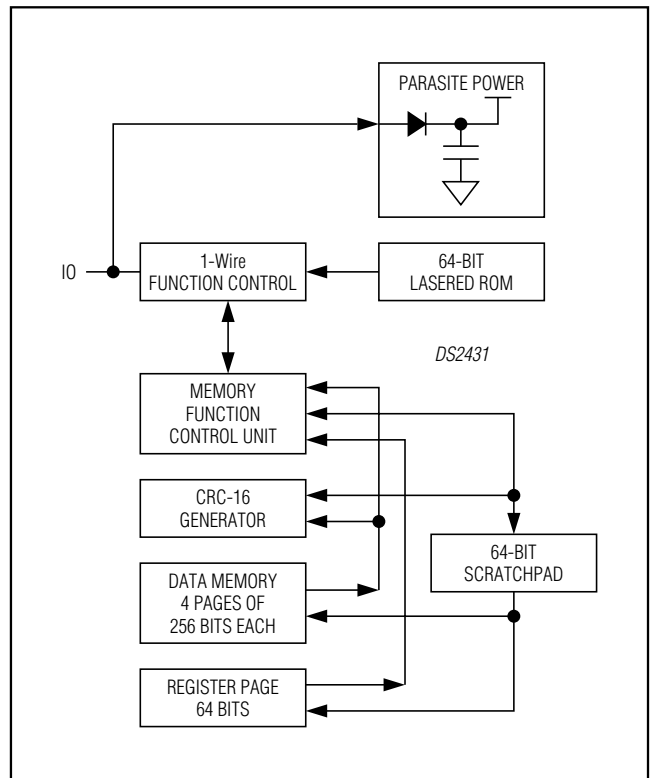 PARASITE POWER
IO
1-Wire
FUNCTION CONTROL
64-BIT
LASERED ROM
DS2431
MEMORY
FUNCTION
CONTROL UNIT
CRC-16
GENERATOR
64-BIT
SCRATCHPAD
DATA MEMORY
4 PAGES OF
256 BITS EACH
REGISTER PAGE
64 BITS